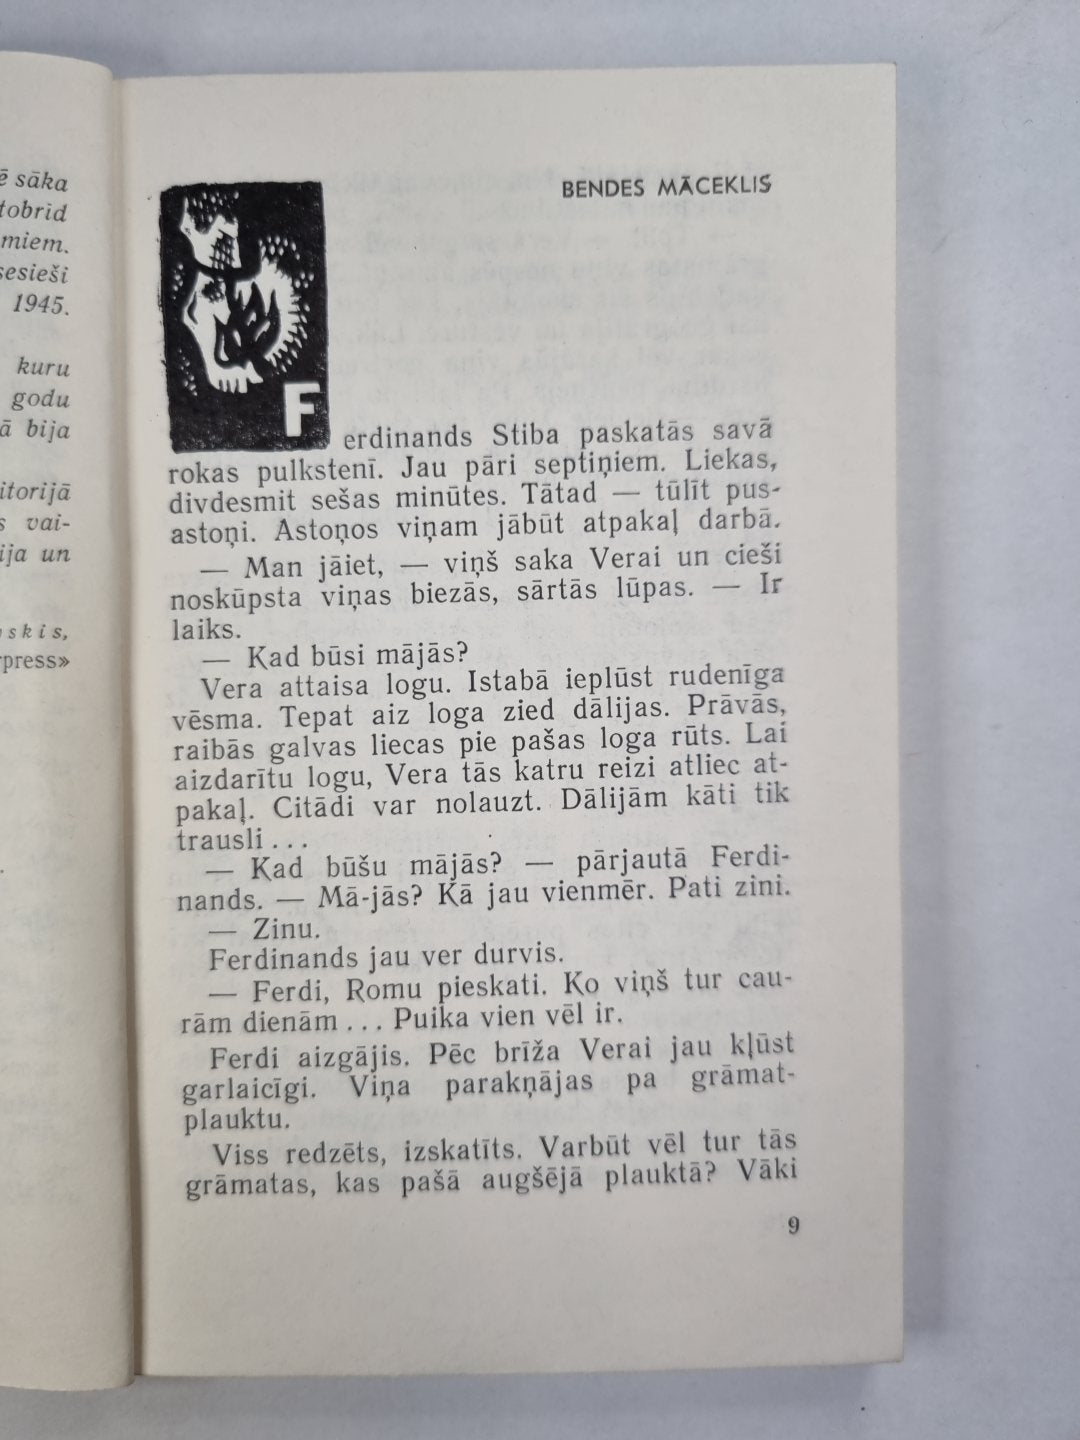 ē sāka
tobrīd
miem.
sesieši
1945.
kuru
godu
ā bija
itorijā
s vai-
ija un
skis,
press»
BENDES MĀCEKLIS
Ferdinands Stiba paskatās savā
rokas pulkstenī. Jau pāri septiņiem. Liekas,
divdesmit sešas minūtes. Tātad — tūlīt pus-
astoņi. Astoņos viņam jābūt atpakaļ darbā.
— Man jāiet, — viņš saka Verai un cieši
noskūpsta viņas biezās, sārtās lūpas. — Ir
laiks.
— Kad būsi mājās?
Vera attaisa logu. Istabā ieplūst rudenīga
vēsma. Tepat aiz loga zied dālijas. Prāvās,
raibās galvas liecas pie pašas loga rūts. Lai
aizdarītu logu, Vera tās katru reizi atliec at-
pakaļ. Citādi var nolauzt. Dālijām kāti tik
trausli...
— Kad būšu mājās? — pārjautā Ferdi-
nands. — Mā-jās? Kā jau vienmēr. Pati zini.
— Zinu.
Ferdinands jau ver durvis.
— Ferdi, Romu pieskati. Ko viņš tur cau-
rām dienām... Puika vien vēl ir.
Ferdi aizgājis. Pēc brīža Verai jau kļūst
garlaicīgi. Viņa parakņājas pa grāmat-
plauktu.
Viss redzēts, izskatīts. Varbūt vēl tur tās
grāmatas, kas pašā augšējā plauktā? Vāki
9